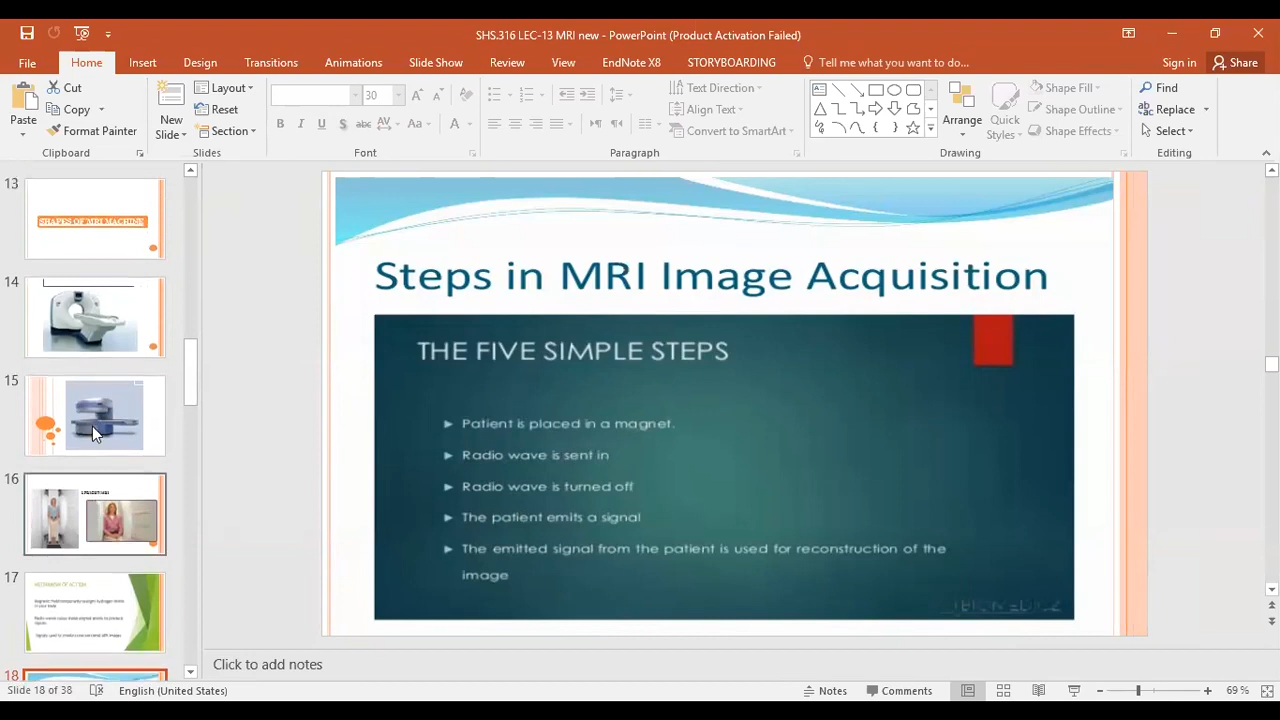 SHS.316 LEC-13 MRI new - PowerPoint (Product Activation Failed)
File Home Insert Design Transitions Animations Slide Show Review View EndNote X8 STORYBOARDING Tell me what you want to do... Sign in Share
Paste
Cut
Copy
Format Painter
Clipboard
New
Slide
Layout
Reset
Section
Slides
30
B I U S abc AV Aa A
Font
Text Direction
Align Text
Convert to SmartArt
Paragraph
Arrange
Quick
Styles
Shape Fill
Shape Outline
Shape Effects
Drawing
Find
Replace
Select
Editing
13
SHAPES OF MRI MACHINE
14
15
16
17
MECHANISM OF ACTION
18
Steps in MRI Image Acquisition
THE FIVE SIMPLE STEPS
Patient is placed in a magnet.
Radio wave is sent in
Radio wave is turned off
The patient emits a signal
The emitted signal from the patient is used for reconstruction of the
image
Click to add notes
Slide 18 of 38 English (United States) Notes Comments 69 %